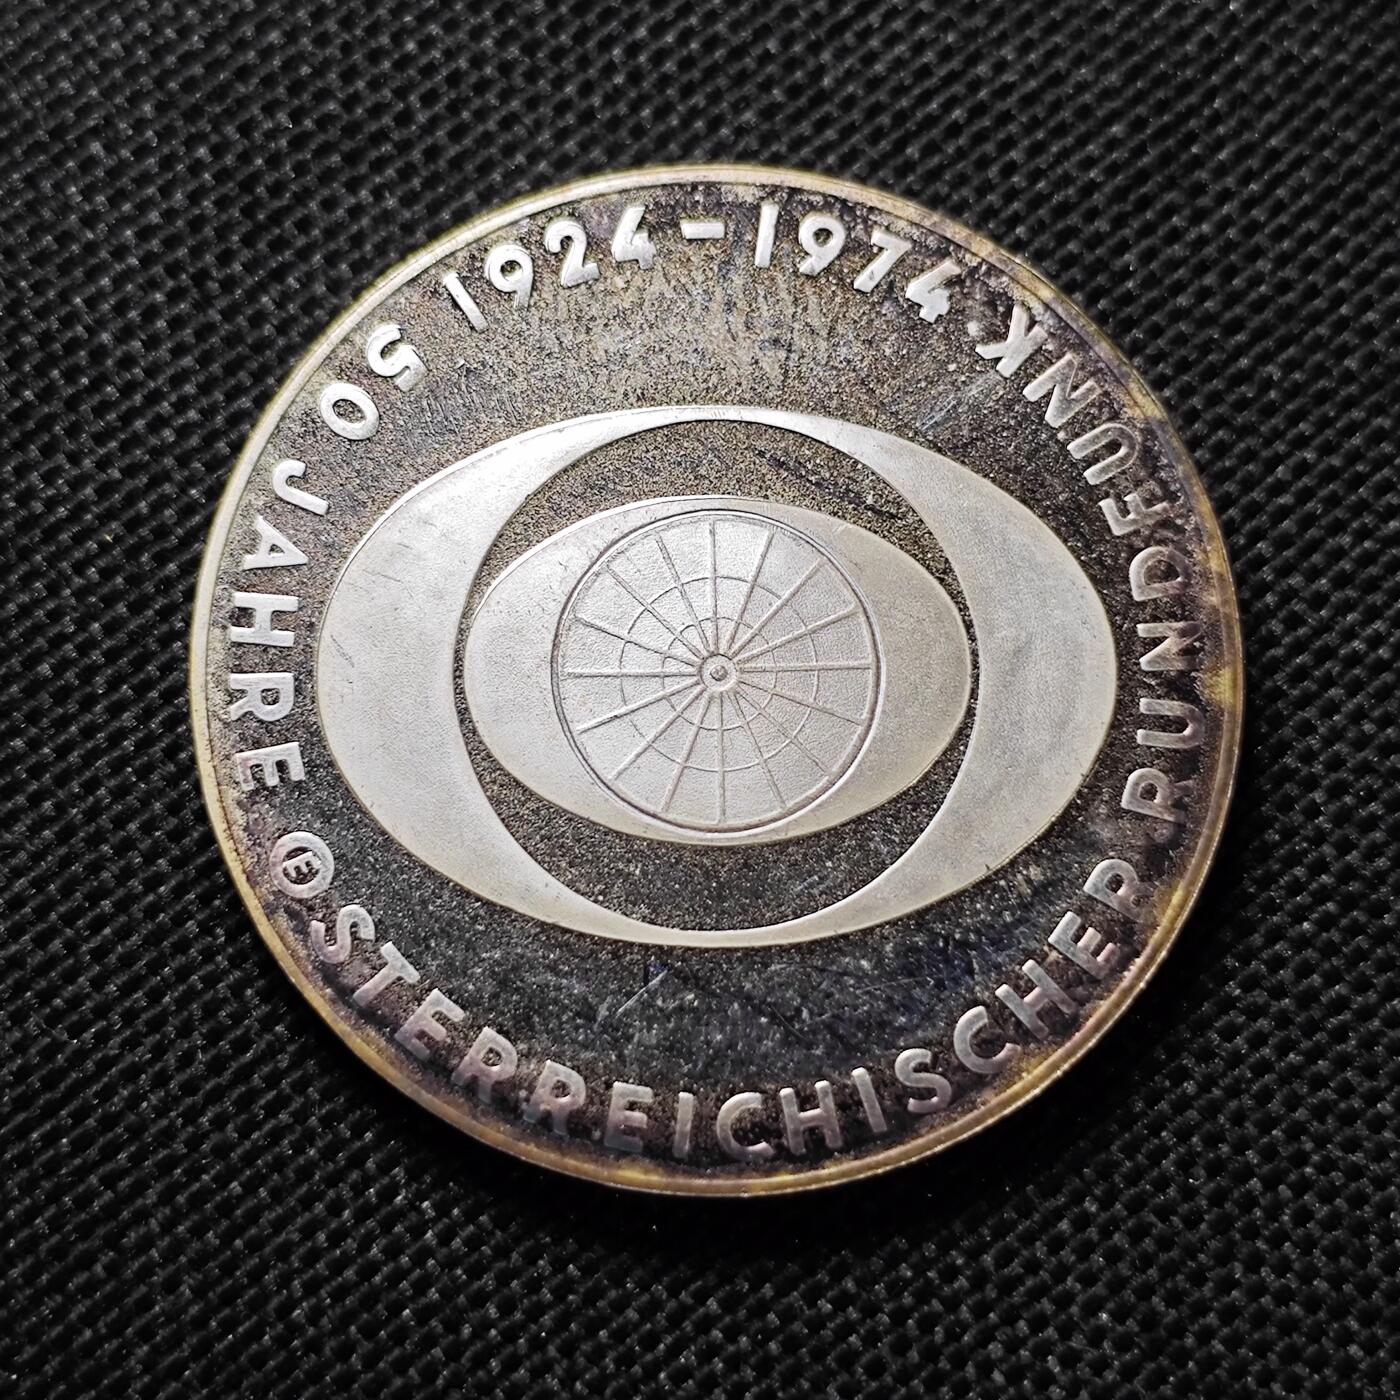 50 JAHRE ÖSTERREICHISCHER RUNDFUNK
1924-1974